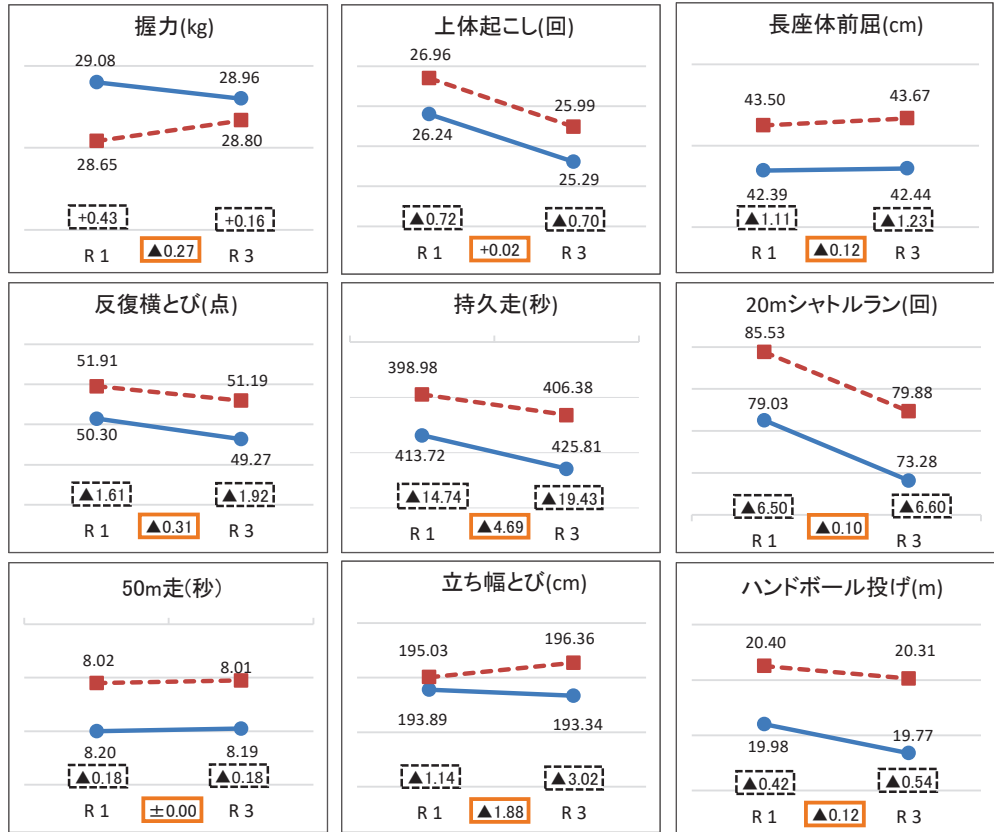 握力(kg)
29.08
28.96
28.65
28.80
+0.43
+0.16
R 1
▲0.27
R 3
上体起こし(回)
26.96
25.99
26.24
25.29
▲0.72
▲0.70
R 1
+0.02
R 3
長座体前屈(cm)
43.50
43.67
42.39
42.44
▲1.11
▲1.23
R 1
▲0.12
R 3
反復横とび(点)
51.91
51.19
50.30
49.27
▲1.61
▲1.92
R 1
▲0.31
R 3
持久走(秒)
398.98
406.38
413.72
425.81
▲14.74
▲19.43
R 1
▲4.69
R 3
20mシャトルラン(回)
85.53
79.88
79.03
73.28
▲6.50
▲6.60
R 1
▲0.10
R 3
50m走(秒)
8.02
8.01
8.20
8.19
▲0.18
▲0.18
R 1
±0.00
R 3
立ち幅とび(cm)
195.03
196.36
193.89
193.34
▲1.14
▲3.02
R 1
▲1.88
R 3
ハンドボール投げ(m)
20.40
20.31
19.98
19.77
▲0.42
▲0.54
R 1
▲0.12
R 3